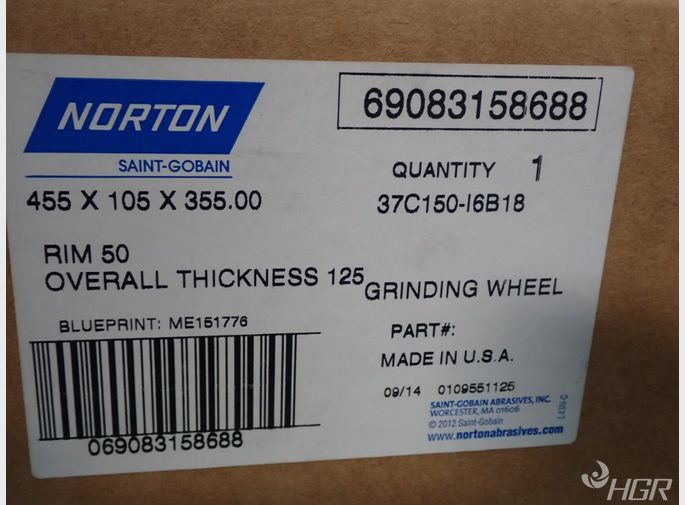 NORTON
SAINT-GOBAIN
69083158688
455 X 105 X 355.00
QUANTITY 1
37C150-I6B18
RIM 50
OVERALL THICKNESS 125
GRINDING WHEEL
BLUEPRINT: ME151776
PART#:
MADE IN U.S.A.
069083158688
09/14 0109551125
SAINT-GOBAIN ABRASIVES, INC.
WORCESTER, MA 01606
© 2012 Saint-Gobain
www.nortonabrasives.com
HGR